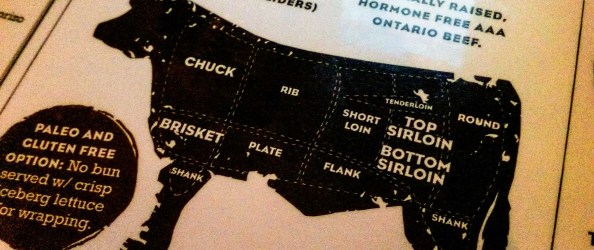 RAISED,
HORMONE FREE AAA
ONTARIO BEEF.
CHUCK
RIB
TENDERLOIN
SHORT
LOIN
TOP
SIRLOIN
ROUND
BRISKET
PLATE
FLANK
BOTTOM
SIRLOIN
SHANK
SHANK
PALEO AND
GLUTEN FREE
OPTION: No bun
served w/ crisp
iceberg lettuce
for wrapping.